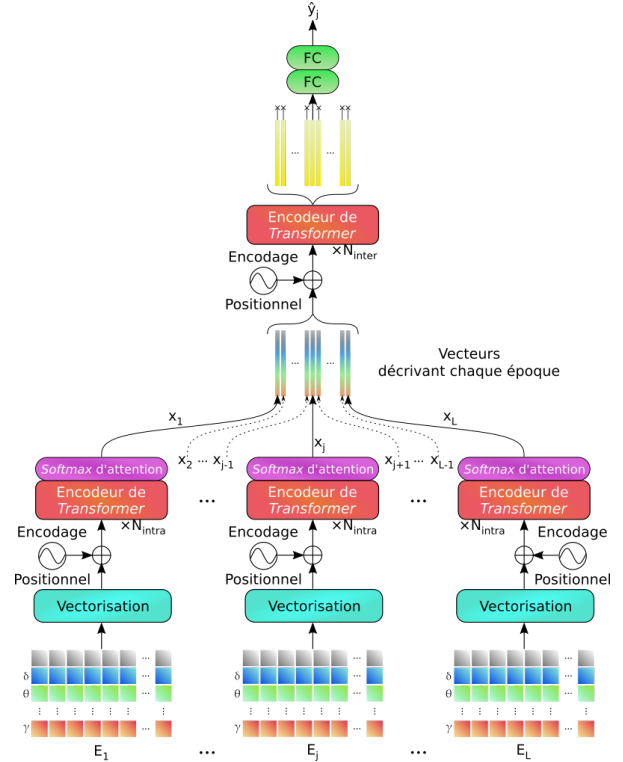 ŷj
FC
FC
××
×××
××
... ...
Encodeur de
Transformer
×Ninter
Encodage
Positionnel
... ...
Vecteurs
décrivant chaque époque
x1
xj
xL
x2 ... xj-1
xj+1 ... xL-1
Softmax d'attention
Softmax d'attention
Softmax d'attention
Encodeur de
Transformer
...
Encodeur de
Transformer
...
Encodeur de
Transformer
×Nintra
×Nintra
×Nintra
Encodage
Positionnel
Encodage
Positionnel
Encodage
Positionnel
Vectorisation
Vectorisation
Vectorisation
...
δ ...
θ ...
⋮ ⋮ ⋮ ⋮ ⋮ ⋮ ⋮
γ ...
...
δ ...
θ ...
⋮ ⋮ ⋮ ⋮ ⋮ ⋮ ⋮
γ ...
...
δ ...
θ ...
⋮ ⋮ ⋮ ⋮ ⋮ ⋮ ⋮
γ ...
E1 ... Ej ... EL